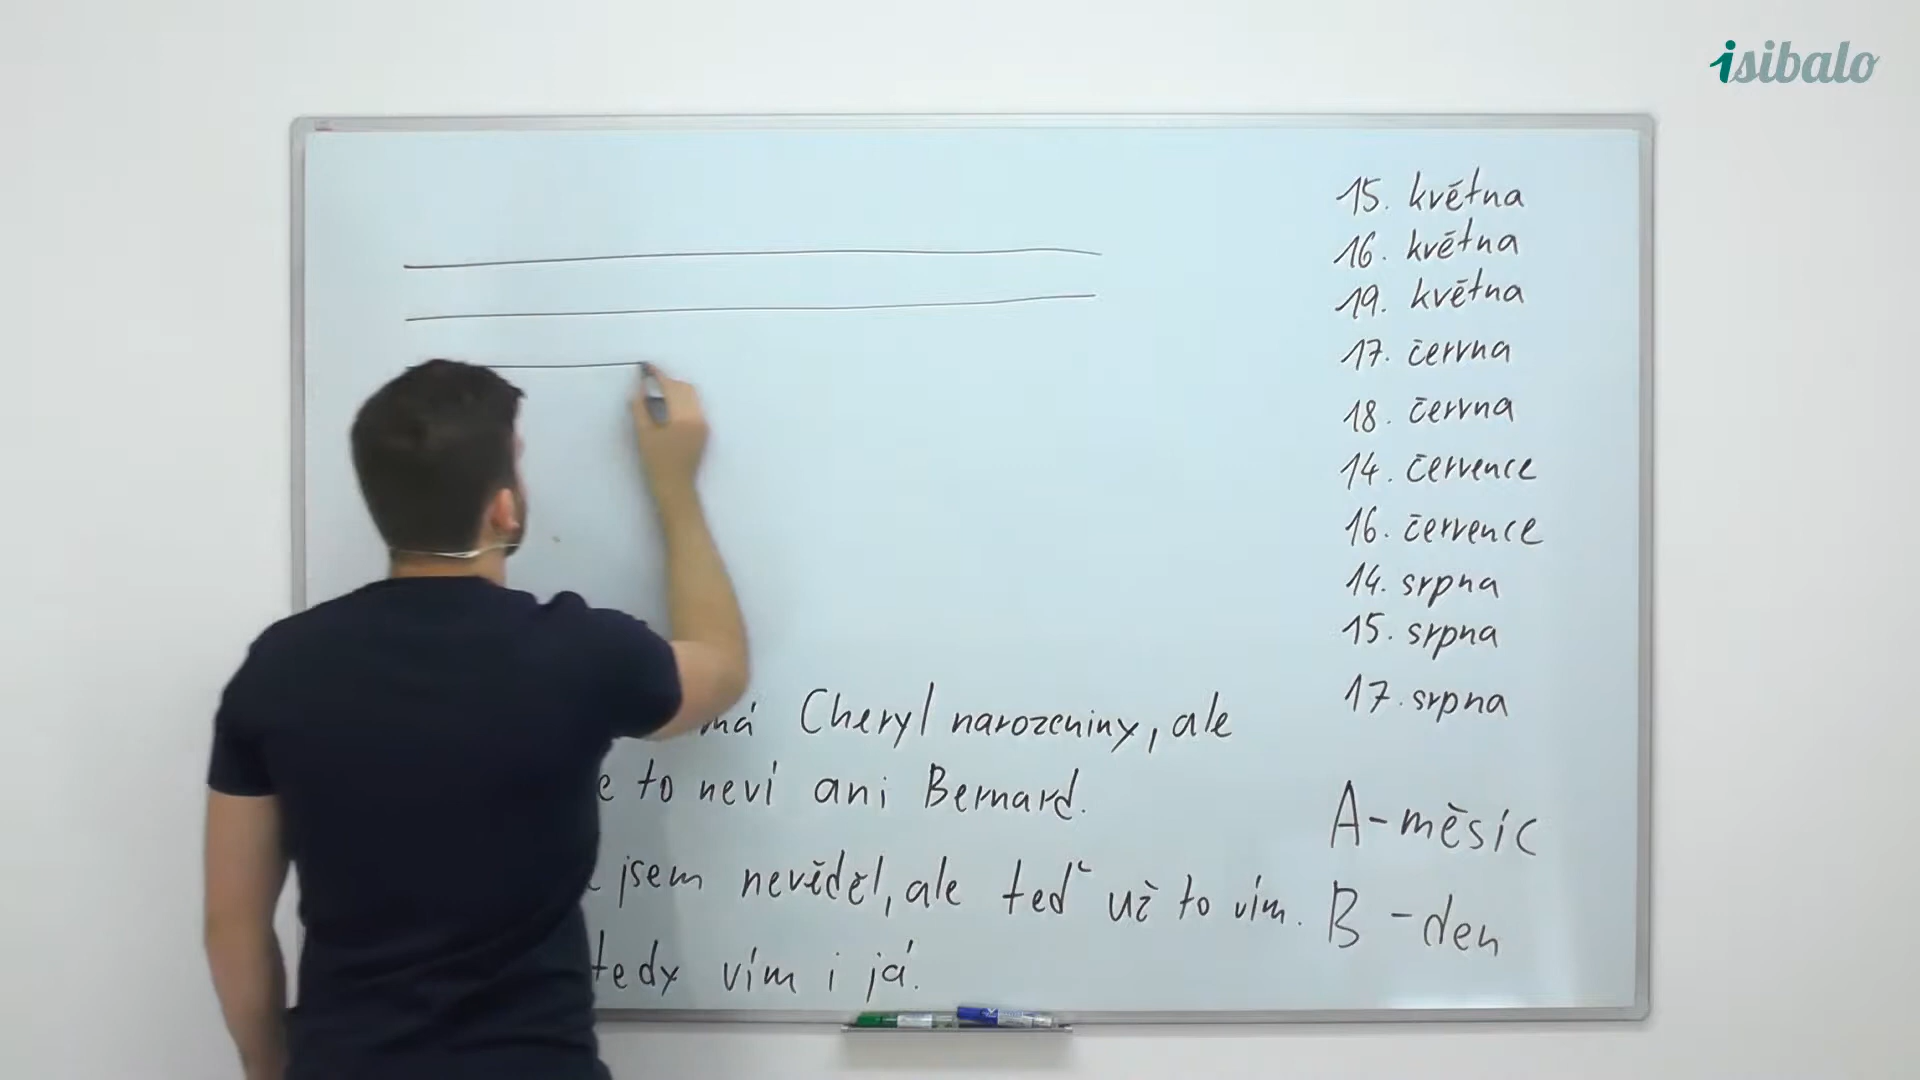 isibalo
15. května
16. května
19. května
17. června
18. června
14. července
16. července
14. srpna
15. srpna
17. srpna
má Cheryl narozeniny, ale
to neví ani Bernard.
jsem nevěděl, ale teď už to vím.
tedy vím i já.
A - měsíc
B - den